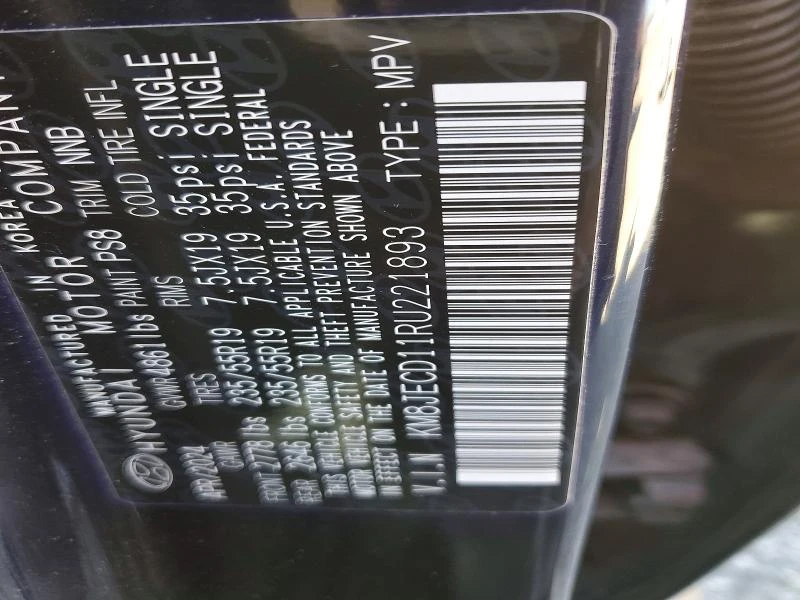 MANUFACTURED IN KOREA
HYUNDAI MOTOR COMPANY
GVWR 4861 lbs PAINT PS8 TRIM NNB
APR/2024 TIRES RIMS COLD TIRE INFL
GWR
FRONT 2778 LBS 235/55R19 7.5JX19 35psi SINGLE
REAR LBS 235/55R19 7.5JX19 35psi SINGLE
THIS VEHICLE CONFORMS TO ALL APPLICABLE U.S.A. FEDERAL
MOTOR VEHICLE SAFETY AND THEFT PREVENTION STANDARDS
IN EFFECT ON THE DATE OF MANUFACTURE SHOWN ABOVE
V.I.N KM8JECD11RU221893 TYPE: MPV